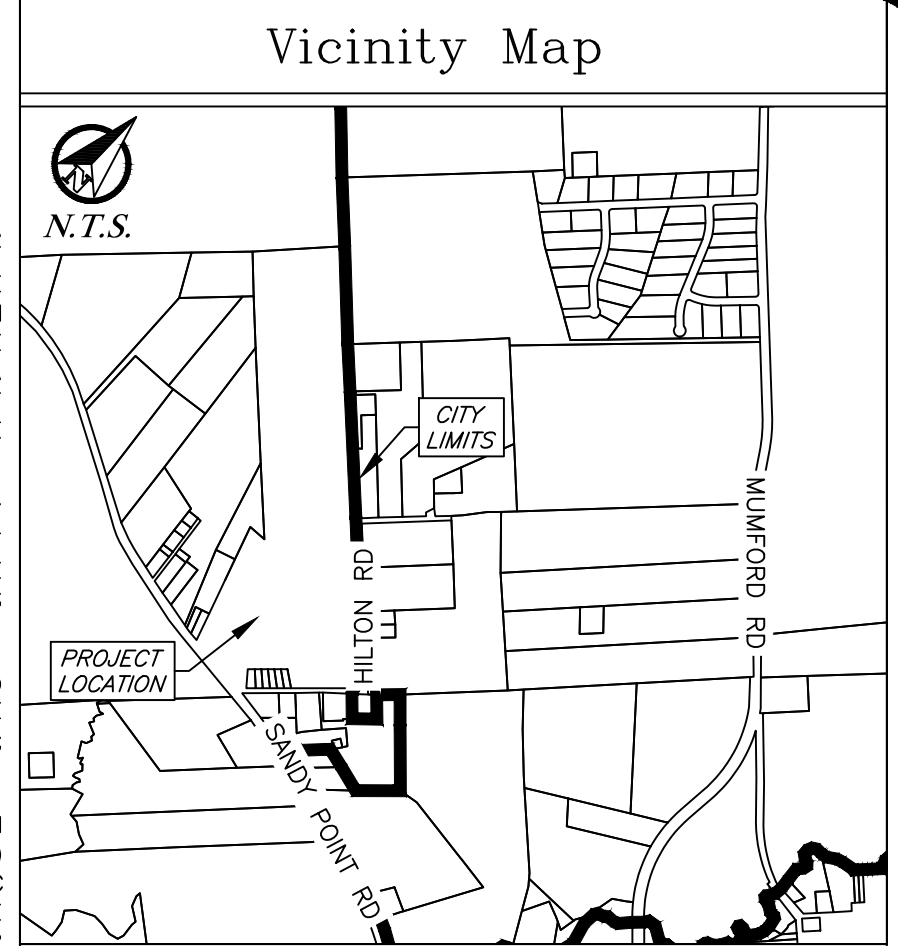 Vicinity Map
N
N.T.S.
CITY
LIMITS
MUMFORD RD
HILTON RD
PROJECT
LOCATION
SANDY POINT RD